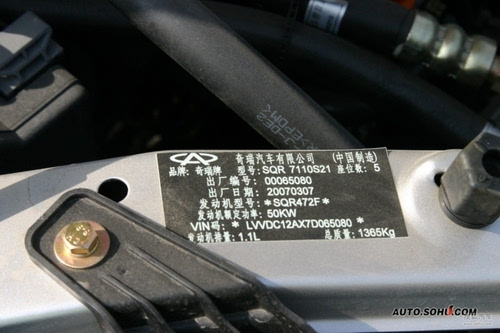 奇瑞汽车有限公司 (中国制造)
品牌: 奇瑞牌 型号: SQR 7110S21 座位数: 5
出厂编号: 00065080
出厂日期: 20070307
发动机型号: *SQR472F*
发动机额定功率: 50KW
VIN码: * LVVDC12AX7D065080 *
发动机排量: 1.1L 总质量: 1365Kg
AUTO.SOHU.COM